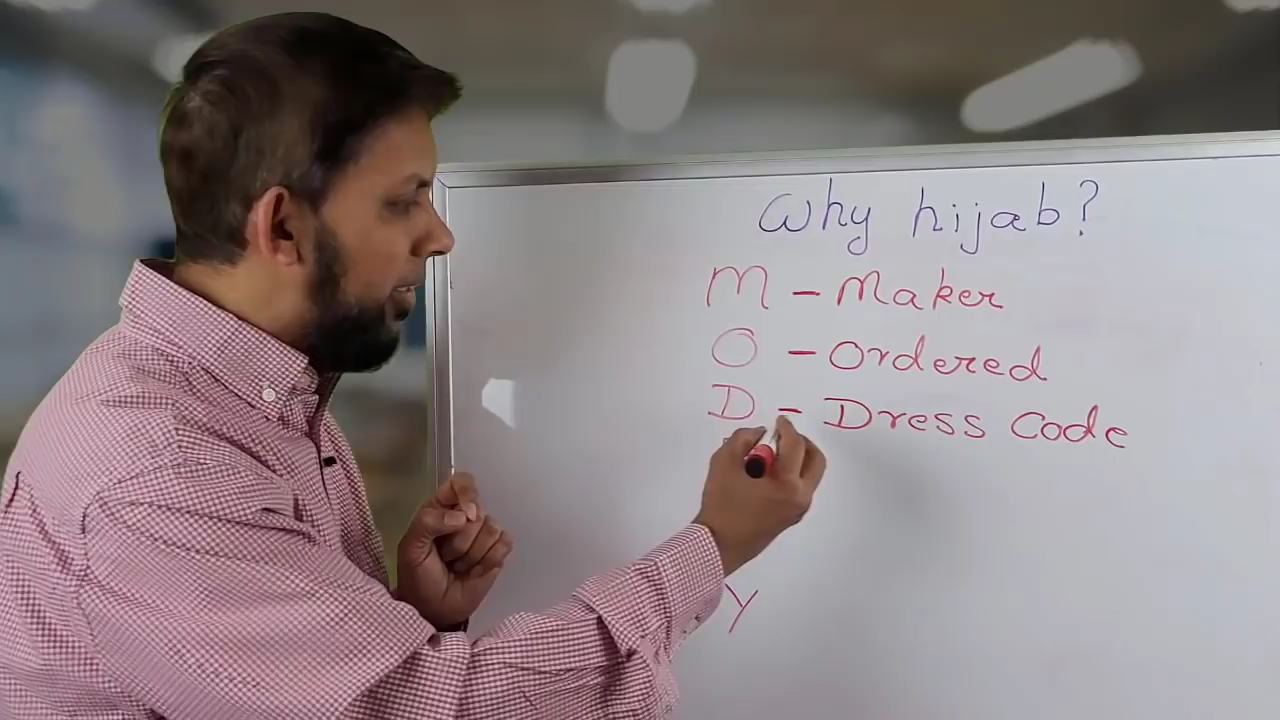 Why hijab?
M - Maker
O - Ordered
D - Dress Code
Y